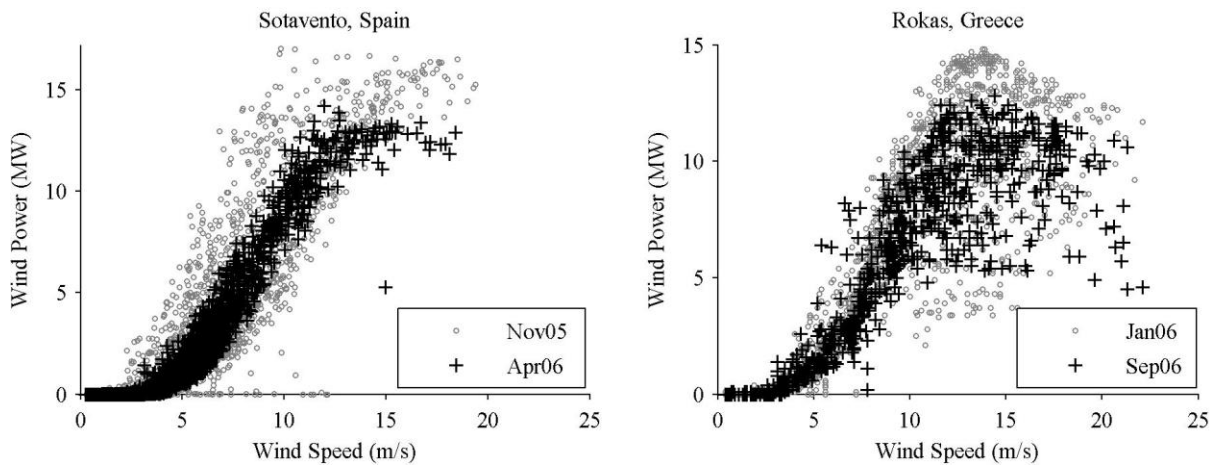 Sotavento, Spain
Wind Power (MW)
15
10
5
0
Nov05
Apr06
0 5 10 15 20 25
Wind Speed (m/s)
Rokas, Greece
Wind Power (MW)
15
10
5
0
Jan06
Sep06
0 5 10 15 20 25
Wind Speed (m/s)